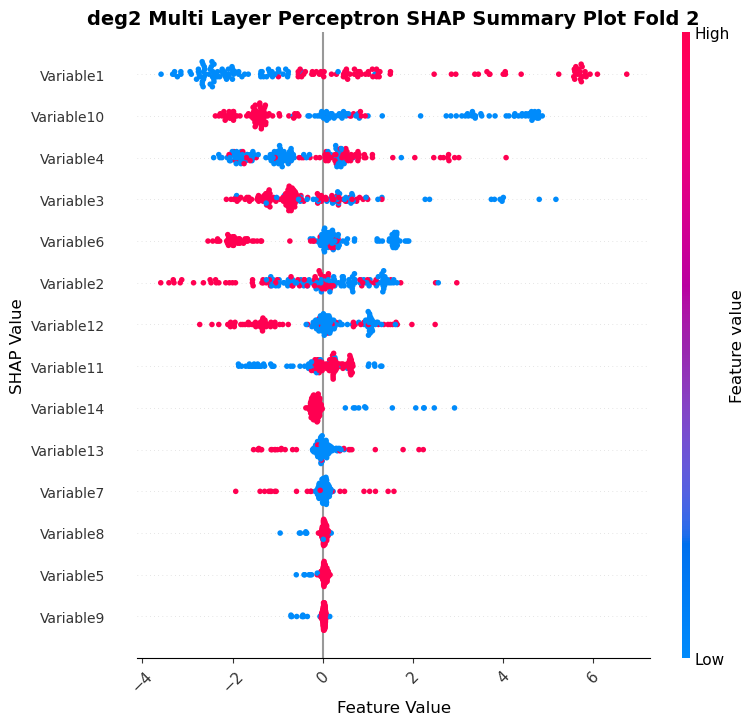 deg2 Multi Layer Perceptron SHAP Summary Plot Fold 2
High
Variable1
Variable10
Variable4
Variable3
Variable6
Variable2
Variable12
Variable11
Variable14
Variable13
Variable7
Variable8
Variable5
Variable9
SHAP Value
Feature value
Low
−4
−2
0
2
4
6
Feature Value